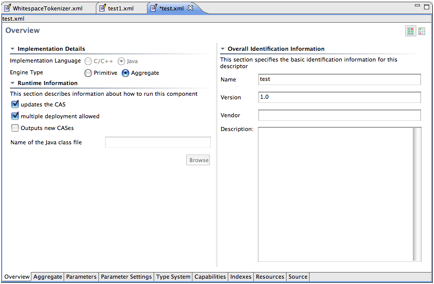 WhitespaceTokenizer.xml test1.xml *test.xml
test.xml
Overview
Implementation Details
Implementation Language C/C++ Java
Engine Type Primitive Aggregate
Runtime Information
This section describes information about how to run this component
updates the CAS
multiple deployment allowed
Outputs new CASes
Name of the Java class file
Browse
Overall Identification Information
This section specifies the basic identification information for this
descriptor
Name test
Version 1.0
Vendor
Description:
Overview Aggregate Parameters Parameter Settings Type System Capabilities Indexes Resources Source